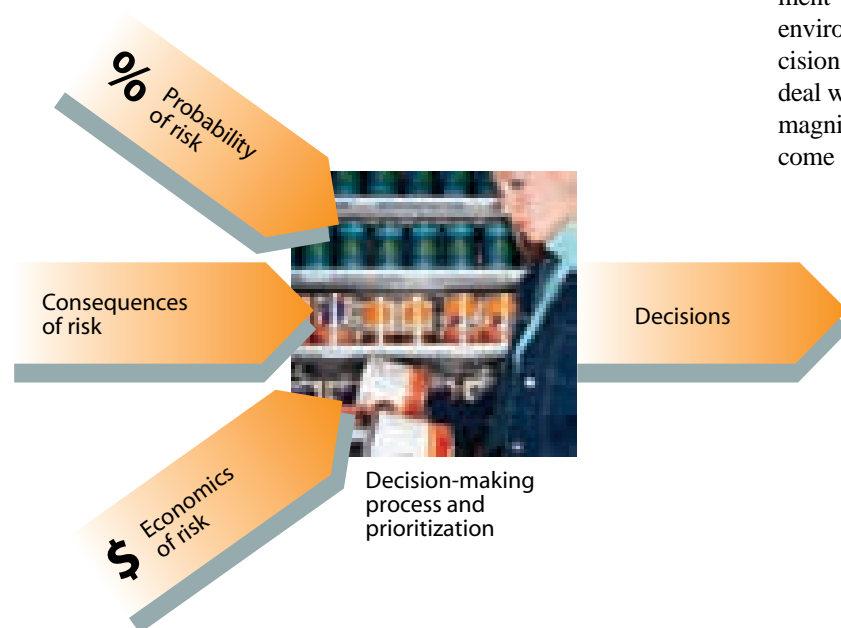 ment
enviro
cision
deal w
magni
come
%
Probability
of risk
Consequences
of risk
Decisions
$
Economics
of risk
Decision-making
process and
prioritization